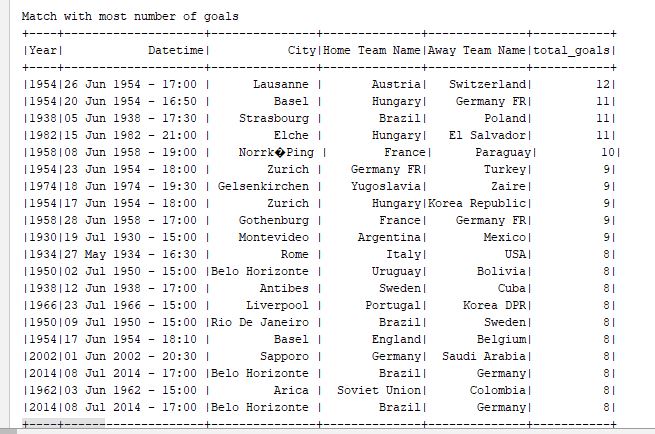 Match with most number of goals
+----+--------------------+---------------+--------------+--------------+-----------+
|Year|            Datetime|           City|Home Team Name|Away Team Name|total_goals|
+----+--------------------+---------------+--------------+--------------+-----------+
|1954|26 Jun 1954 - 17:00 |      Lausanne |       Austria|   Switzerland|         12|
|1954|20 Jun 1954 - 16:50 |         Basel |       Hungary|    Germany FR|         11|
|1938|05 Jun 1938 - 17:30 |    Strasbourg |        Brazil|        Poland|         11|
|1982|15 Jun 1982 - 21:00 |         Elche |       Hungary|   El Salvador|         11|
|1958|08 Jun 1958 - 19:00 |    Norrk�Ping |         France|      Paraguay|         10|
|1954|23 Jun 1954 - 18:00 |        Zurich |    Germany FR|        Turkey|          9|
|1974|18 Jun 1974 - 19:30 | Gelsenkirchen |    Yugoslavia|         Zaire|          9|
|1954|17 Jun 1954 - 18:00 |        Zurich |       Hungary|Korea Republic|          9|
|1958|28 Jun 1958 - 17:00 |    Gothenburg |        France|    Germany FR|          9|
|1930|19 Jul 1930 - 15:00 |    Montevideo |     Argentina|        Mexico|          9|
|1934|27 May 1934 - 16:30 |          Rome |         Italy|           USA|          8|
|1950|02 Jul 1950 - 15:00 |Belo Horizonte |       Uruguay|       Bolivia|          8|
|1938|12 Jun 1938 - 17:00 |       Antibes |        Sweden|          Cuba|          8|
|1966|23 Jul 1966 - 15:00 |     Liverpool |      Portugal|     Korea DPR|          8|
|1950|09 Jul 1950 - 15:00 |Rio De Janeiro |        Brazil|        Sweden|          8|
|1954|17 Jun 1954 - 18:10 |         Basel |       England|       Belgium|          8|
|2002|01 Jun 2002 - 20:30 |       Sapporo |       Germany|  Saudi Arabia|          8|
|2014|08 Jul 2014 - 17:00 |Belo Horizonte |        Brazil|       Germany|          8|
|1962|03 Jun 1962 - 15:00 |         Arica |  Soviet Union|      Colombia|          8|
|2014|08 Jul 2014 - 17:00 |Belo Horizonte |        Brazil|       Germany|          8|
+----+--------------------+---------------+--------------+--------------+-----------+